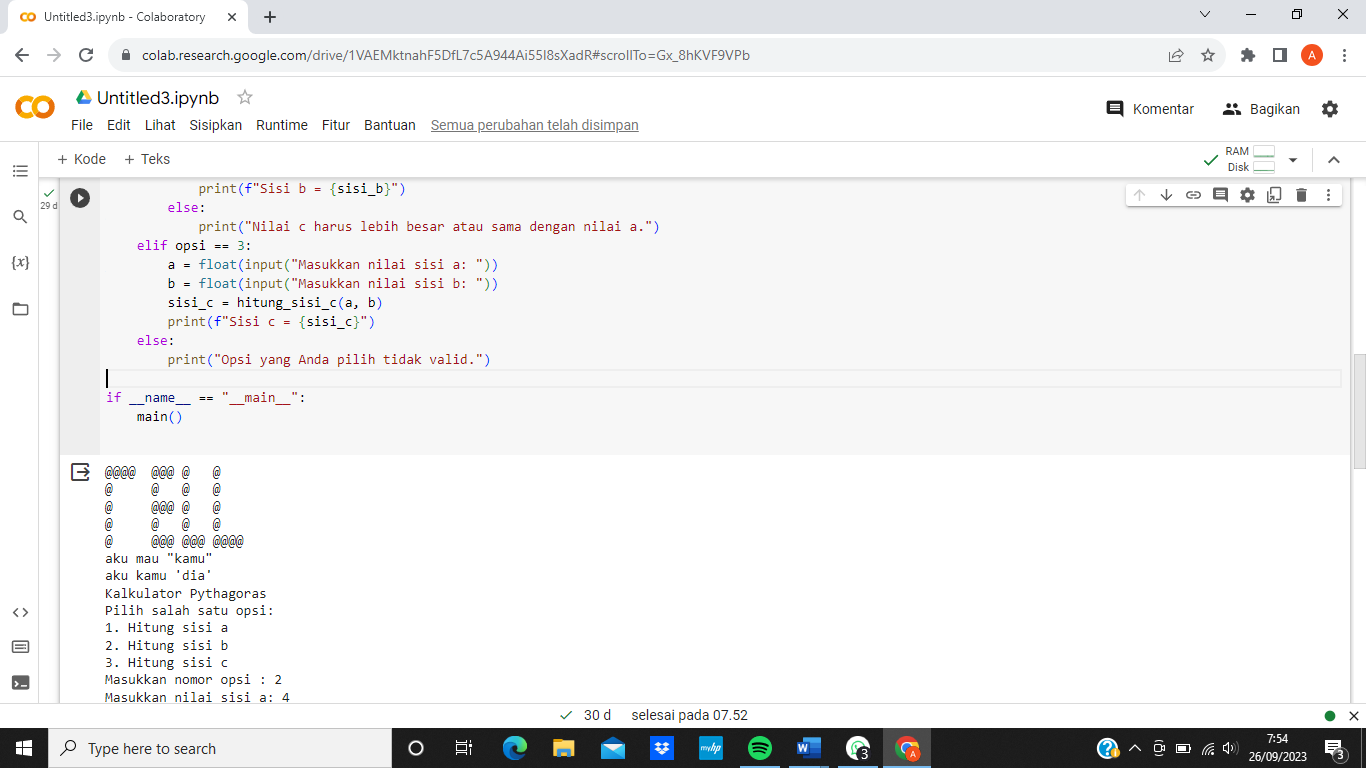 Untitled3.ipynb - Colaboratory
colab.research.google.com/drive/1VAEMktnahF5DfL7c5A944Ai55I8sXadR#scrollTo=Gx_8hKVF9VPb
A
Untitled3.ipynb
File Edit Lihat Sisipkan Runtime Fitur Bantuan Semua perubahan telah disimpan
Komentar Bagikan
+ Kode + Teks
RAM
Disk
29 d
{x}
            print(f"Sisi b = {sisi_b}")
        else:
            print("Nilai c harus lebih besar atau sama dengan nilai a.")
    elif opsi == 3:
        a = float(input("Masukkan nilai sisi a: "))
        b = float(input("Masukkan nilai sisi b: "))
        sisi_c = hitung_sisi_c(a, b)
        print(f"Sisi c = {sisi_c}")
    else:
        print("Opsi yang Anda pilih tidak valid.")
if __name__ == "__main__":
    main()
@@@@  @@@ @   @
@     @   @   @
@     @@@ @   @
@     @   @   @
@     @@@ @@@ @@@@
aku mau "kamu"
aku kamu 'dia'
Kalkulator Pythagoras
Pilih salah satu opsi:
1. Hitung sisi a
2. Hitung sisi b
3. Hitung sisi c
Masukkan nomor opsi : 2
Masukkan nilai sisi a: 4
30 d selesai pada 07.52
Type here to search
myhp
W
3
A
7:54
26/09/2023
3